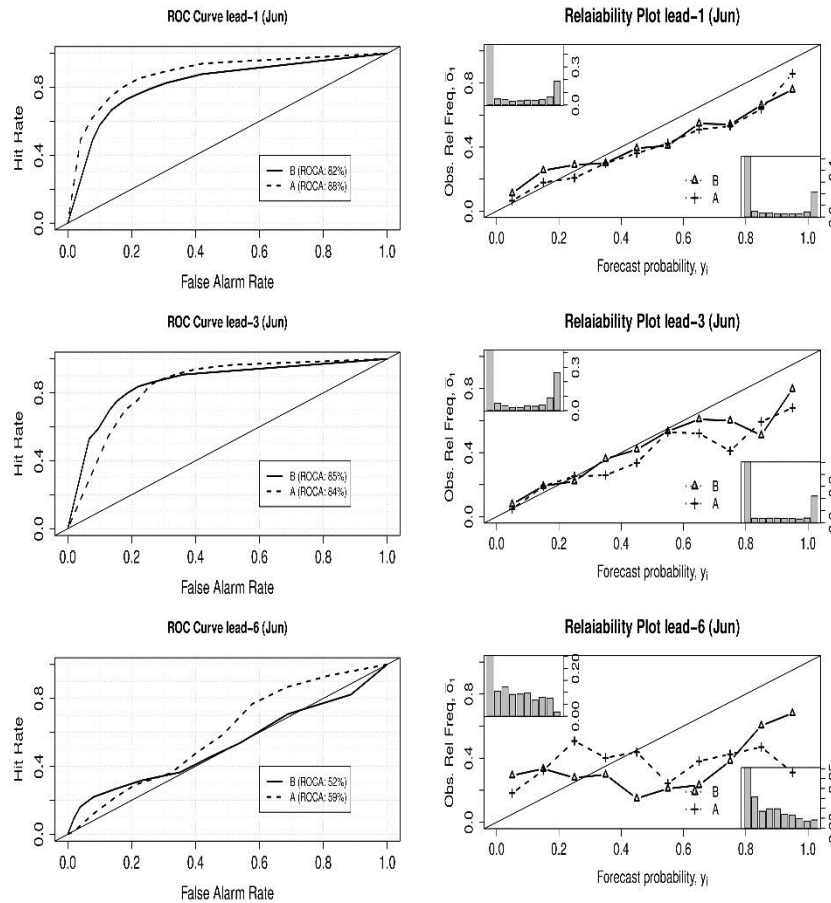 ROC Curve lead-1 (Jun)
Hit Rate
0.0 0.4 0.8
B (ROCA: 82%)
A (ROCA: 88%)
0.0 0.2 0.4 0.6 0.8 1.0
False Alarm Rate
Relaiability Plot lead-1 (Jun)
Obs. Rel Freq, o̅₁
0.0 0.4 0.8
0.0 0.3
B
A
0.0 0.2 0.4 0.6 0.8 1.0
Forecast probability, yᵢ
ROC Curve lead-3 (Jun)
Hit Rate
0.0 0.4 0.8
B (ROCA: 85%)
A (ROCA: 84%)
0.0 0.2 0.4 0.6 0.8 1.0
False Alarm Rate
Relaiability Plot lead-3 (Jun)
Obs. Rel Freq, o̅₁
0.0 0.4 0.8
0.0 0.3
B
A
0.0 0.2 0.4 0.6 0.8 1.0
Forecast probability, yᵢ
ROC Curve lead-6 (Jun)
Hit Rate
0.0 0.4 0.8
B (ROCA: 52%)
A (ROCA: 59%)
0.0 0.2 0.4 0.6 0.8 1.0
False Alarm Rate
Relaiability Plot lead-6 (Jun)
Obs. Rel Freq, o̅₁
0.0 0.4 0.8
0.00 0.20
B
A
0.0 0.2 0.4 0.6 0.8 1.0
Forecast probability, yᵢ